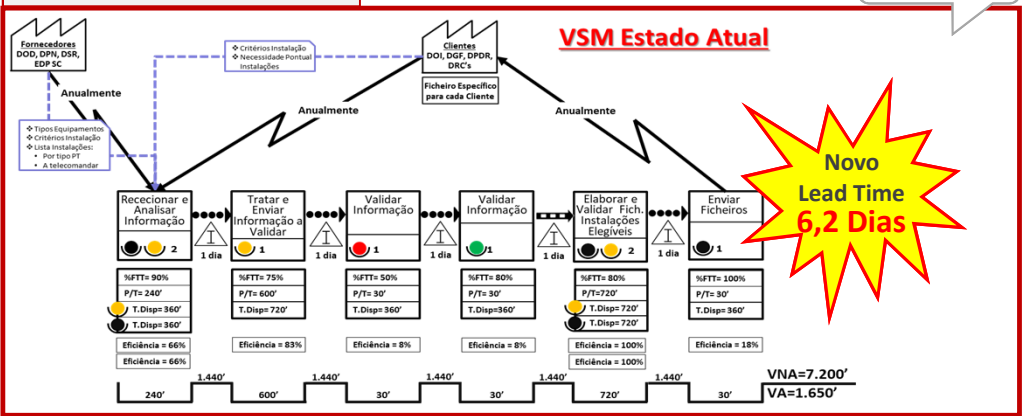 VSM Estado Atual
Fornecedores
DOD, DPN, DSR,
EDP SC
Anualmente
❖ Tipos Equipamentos
❖ Critérios Instalação
❖ Lista Instalações:
• Por tipo PT
• A telecomandar
❖ Critérios Instalação
❖ Necessidade Pontual
Instalações
Clientes
DOI, DGF, DPDR,
DRC's
Ficheiro Específico
para cada Cliente
Anualmente
Anualmente
Novo
Lead Time
6,2 Dias
Rececionar e
Analisar
Informação
2
I
1 dia
Tratar e
Enviar
Informação a
Validar
1
I
1 dia
Validar
Informação
1
I
1 dia
Validar
Informação
1
I
1 dia
Elaborar e
Validar Fich.
Instalações
Elegíveis
2
I
1 dia
Enviar
Ficheiros
1
%FTT= 90%
P/T= 240'
T.Disp= 360'
T.Disp= 360'
Eficiência = 66%
Eficiência = 66%
%FTT= 75%
P/T= 600'
T.Disp= 720'
Eficiência = 83%
%FTT= 50%
P/T= 30'
T.Disp= 360'
Eficiência = 8%
%FTT= 80%
P/T= 30'
T.Disp=360'
Eficiência = 8%
%FTT= 80%
P/T=720'
T.Disp= 720'
T.Disp= 720'
Eficiência = 100%
Eficiência = 100%
%FTT= 100%
P/T= 30'
T.Disp= 360'
Eficiência = 18%
240'
1.440'
600'
1.440'
30'
1.440'
30'
1.440'
720'
1.440'
30'
VNA=7.200'
VA=1.650'